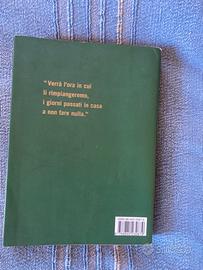 "Verrà l'ora in cui
li rimpiangeremo,
i giorni passati in casa
a non fare nulla."